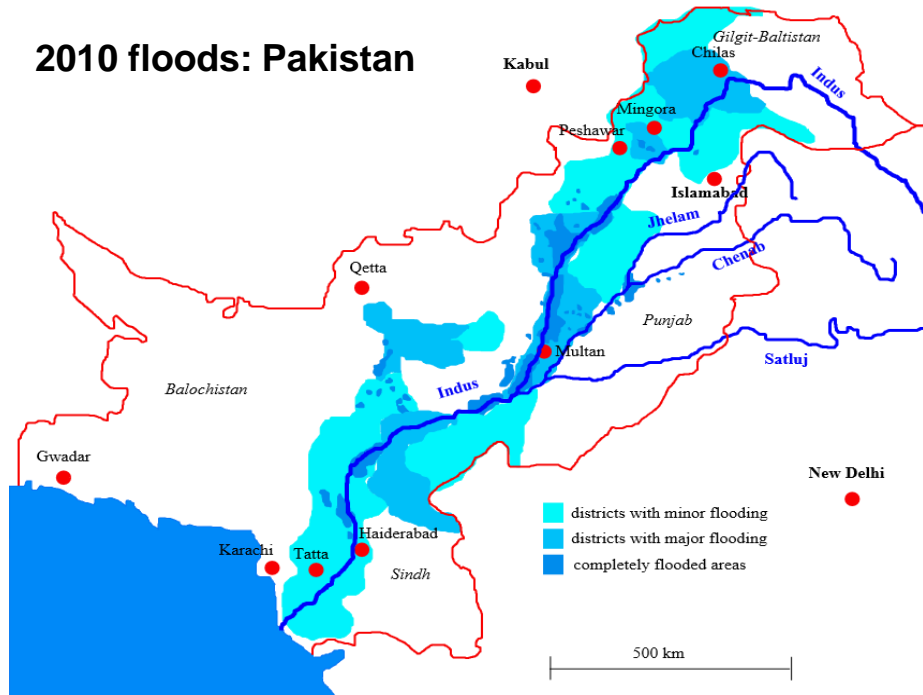 2010 floods: Pakistan
Gilgit-Baltistan
Chilas
Kabul
Indus
Mingora
Peshawar
Islamabad
Jhelam
Chenab
Qetta
Punjab
Multan
Satluj
Indus
Balochistan
Gwadar
New Delhi
districts with minor flooding
Haiderabad
districts with major flooding
Karachi
Tatta
completely flooded areas
Sindh
500 km